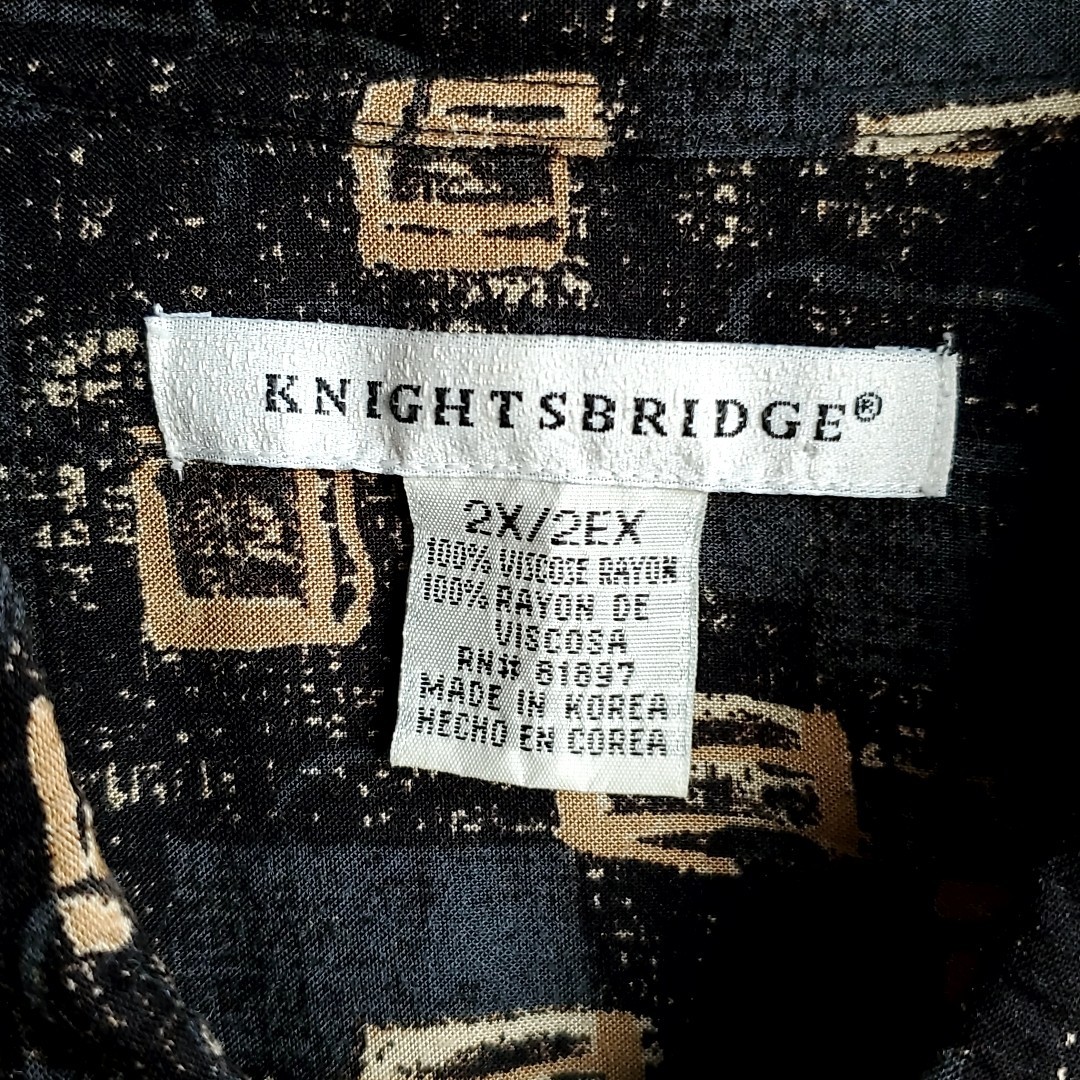 KNIGHTSBRIDGE®
2X/2EX
100% VISCOSE RAYON
100% RAYON DE
VISCOSA
RN# 81897
MADE IN KOREA
HECHO EN COREA